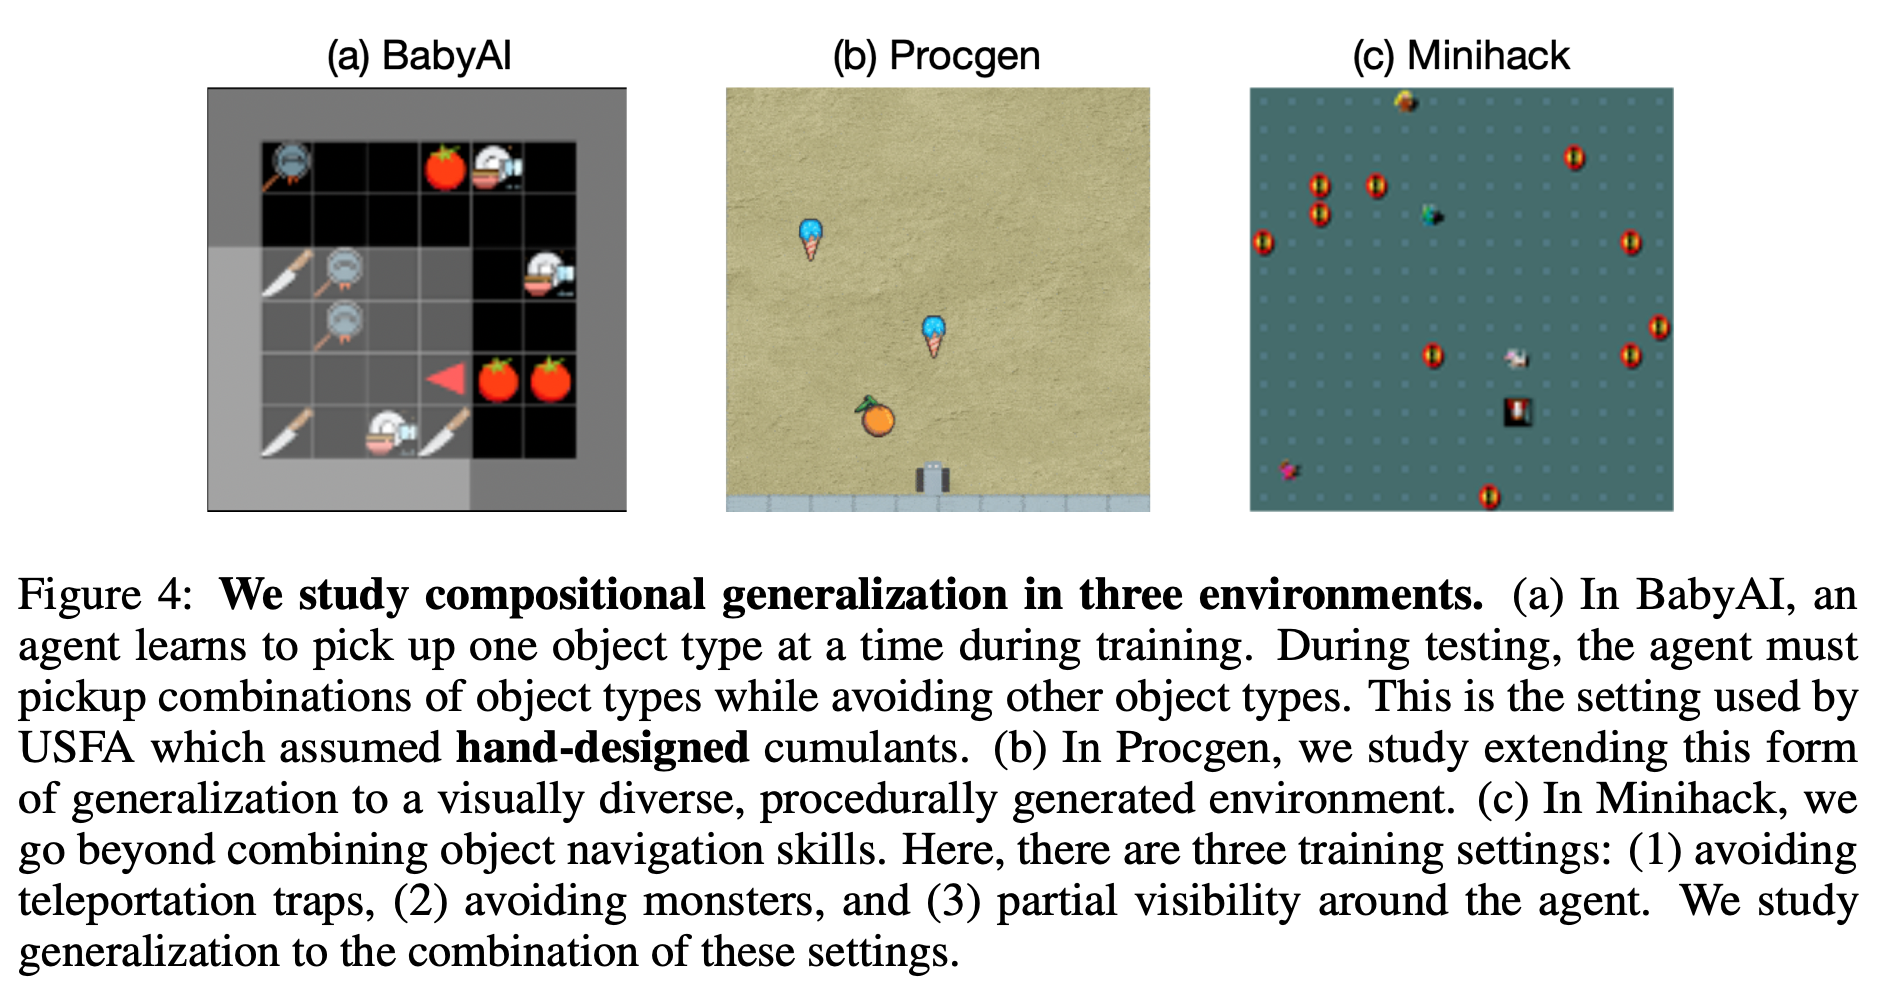 (a) BabyAI
(b) Procgen
(c) Minihack
Figure 4: We study compositional generalization in three environments. (a) In BabyAI, an
agent learns to pick up one object type at a time during training. During testing, the agent must
pickup combinations of object types while avoiding other object types. This is the setting used by
USFA which assumed hand-designed cumulants. (b) In Procgen, we study extending this form
of generalization to a visually diverse, procedurally generated environment. (c) In Minihack, we
go beyond combining object navigation skills. Here, there are three training settings: (1) avoiding
teleportation traps, (2) avoiding monsters, and (3) partial visibility around the agent. We study
generalization to the combination of these settings.